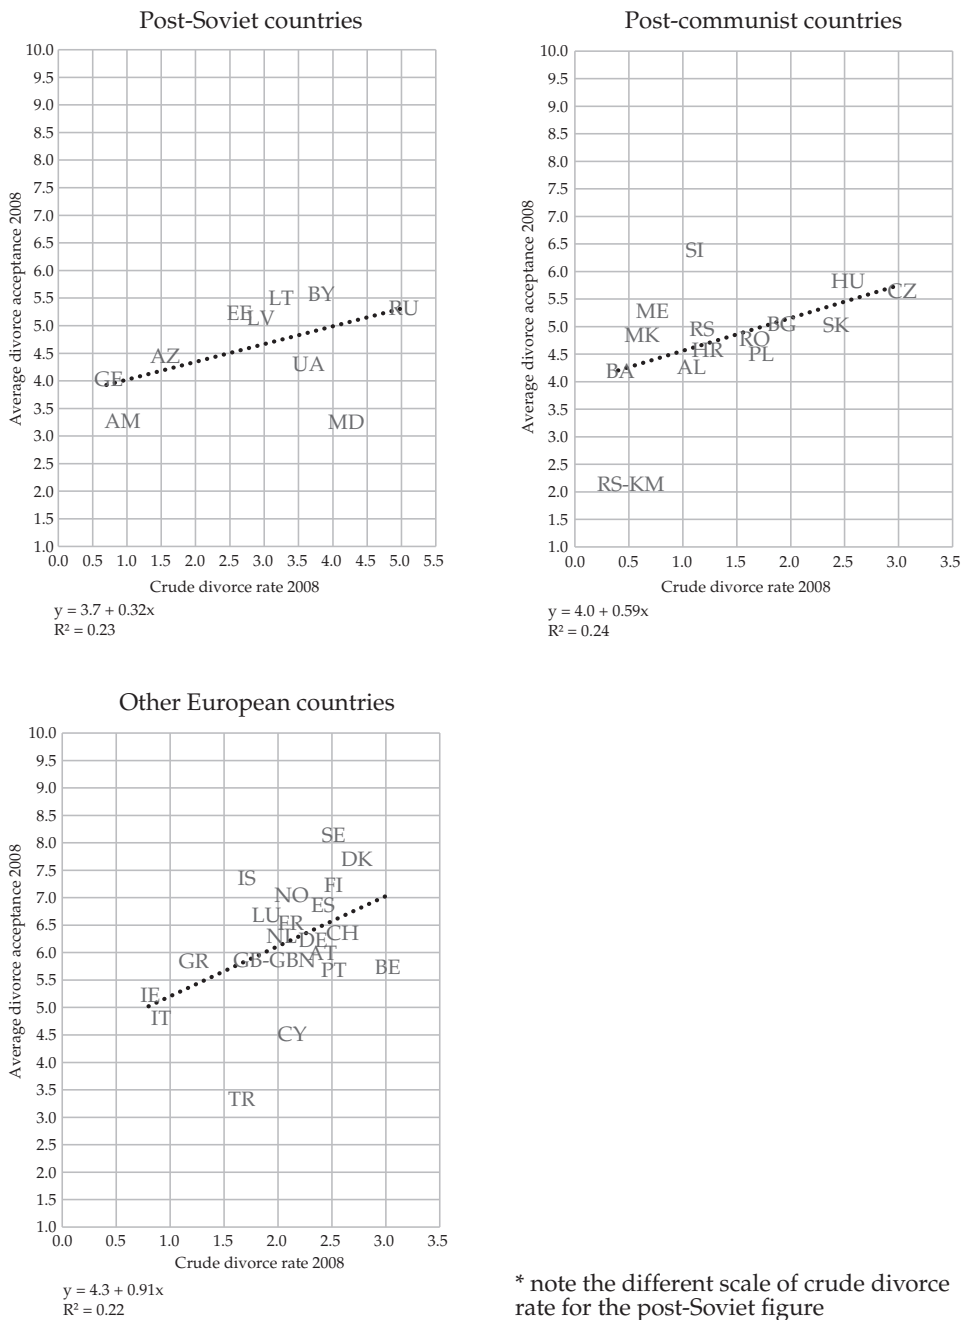 Post-Soviet countries
Average divorce acceptance 2008
10.0
9.5
9.0
8.5
8.0
7.5
7.0
6.5
6.0
5.5
5.0
4.5
4.0
3.5
3.0
2.5
2.0
1.5
1.0
LT BY
EE LV RU
AZ UA
GE
AM MD
0.0 0.5 1.0 1.5 2.0 2.5 3.0 3.5 4.0 4.5 5.0 5.5
Crude divorce rate 2008
y = 3.7 + 0.32x
R² = 0.23
Post-communist countries
Average divorce acceptance 2008
10.0
9.5
9.0
8.5
8.0
7.5
7.0
6.5
6.0
5.5
5.0
4.5
4.0
3.5
3.0
2.5
2.0
1.5
1.0
SI
HU CZ
ME
MK RS BG SK
HR RO PL
BA AL
RS-KM
0.0 0.5 1.0 1.5 2.0 2.5 3.0 3.5
Crude divorce rate 2008
y = 4.0 + 0.59x
R² = 0.24
Other European countries
Average divorce acceptance 2008
10.0
9.5
9.0
8.5
8.0
7.5
7.0
6.5
6.0
5.5
5.0
4.5
4.0
3.5
3.0
2.5
2.0
1.5
1.0
SE
DK
IS FI
NO ES
LU FR
NL DE CH
GR GB-GBN AT
PT BE
IE
IT
CY
TR
0.0 0.5 1.0 1.5 2.0 2.5 3.0 3.5
Crude divorce rate 2008
y = 4.3 + 0.91x
R² = 0.22
* note the different scale of crude divorce
rate for the post-Soviet figure